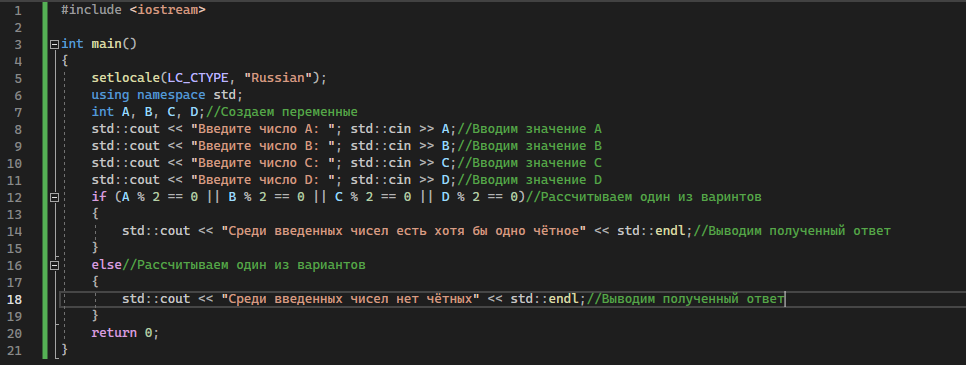 1 #include <iostream>
2
3 int main()
4 {
5 setlocale(LC_CTYPE, "Russian");
6 using namespace std;
7 int A, B, C, D;//Создаем переменные
8 std::cout << "Введите число A: "; std::cin >> A;//Вводим значение A
9 std::cout << "Введите число B: "; std::cin >> B;//Вводим значение B
10 std::cout << "Введите число C: "; std::cin >> C;//Вводим значение C
11 std::cout << "Введите число D: "; std::cin >> D;//Вводим значение D
12 if (A % 2 == 0 || B % 2 == 0 || C % 2 == 0 || D % 2 == 0)//Рассчитываем один из варинтов
13 {
14 std::cout << "Среди введенных чисел есть хотя бы одно чётное" << std::endl;//Выводим полученный ответ
15 }
16 else//Рассчитываем один из вариантов
17 {
18 std::cout << "Среди введенных чисел нет чётных" << std::endl;//Выводим полученный ответ
19 }
20 return 0;
21 }